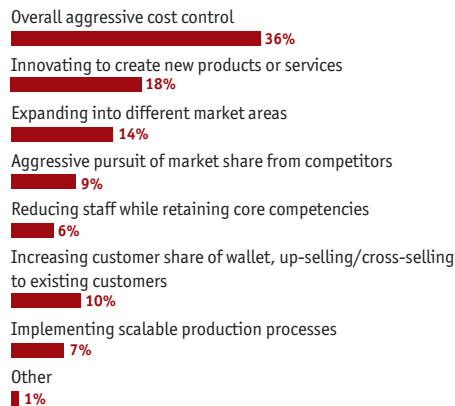 Overall aggressive cost control
36%
Innovating to create new products or services
18%
Expanding into different market areas
14%
Aggressive pursuit of market share from competitors
9%
Reducing staff while retaining core competencies
6%
Increasing customer share of wallet, up-selling/cross-selling
to existing customers
10%
Implementing scalable production processes
7%
Other
1%